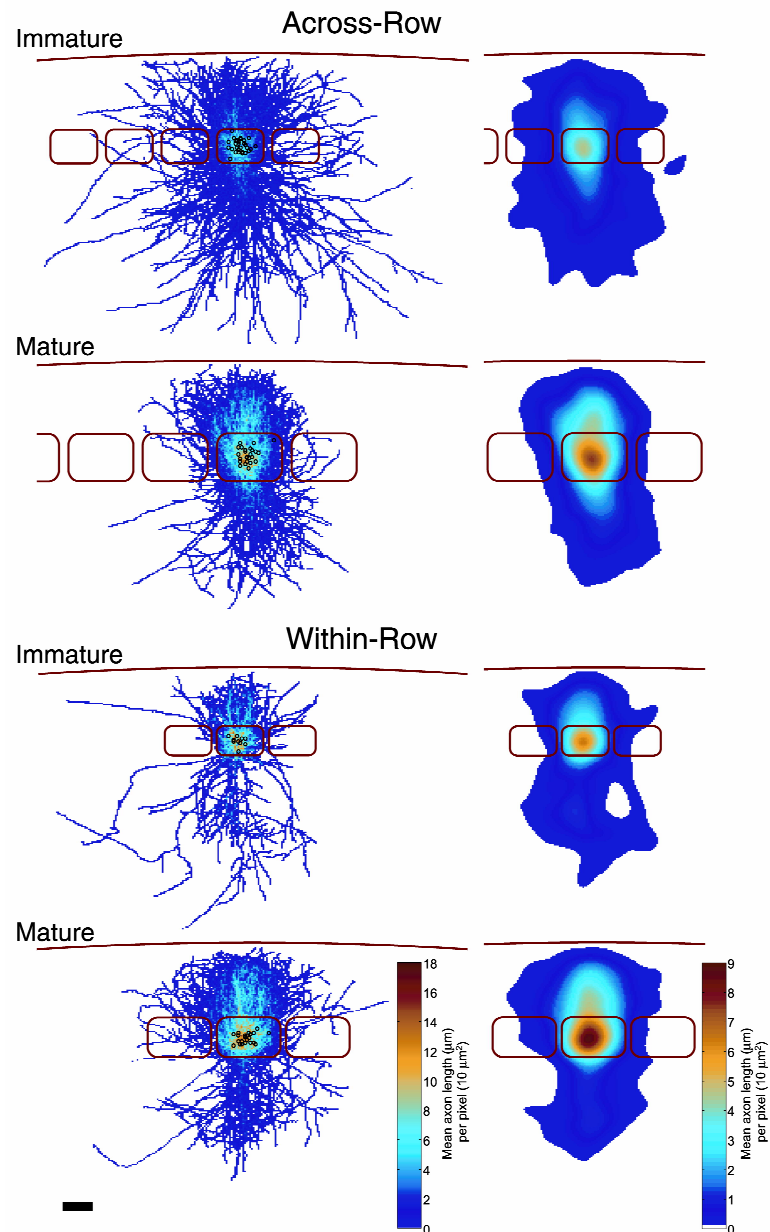 Across-Row
Immature
Mature
Within-Row
Immature
Mature
18
16
14
12
10
8
6
4
2
0
Mean axon length (µm)
per pixel (10 µm²)
9
8
7
6
5
4
3
2
1
0
Mean axon length (µm)
per pixel (10 µm²)